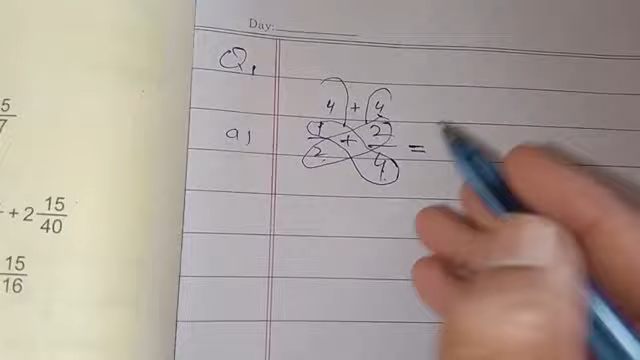 Day:
Q.
4 + 4
a) 1/2 + 2/4 =
5/7
+ 2 15/40
15/16